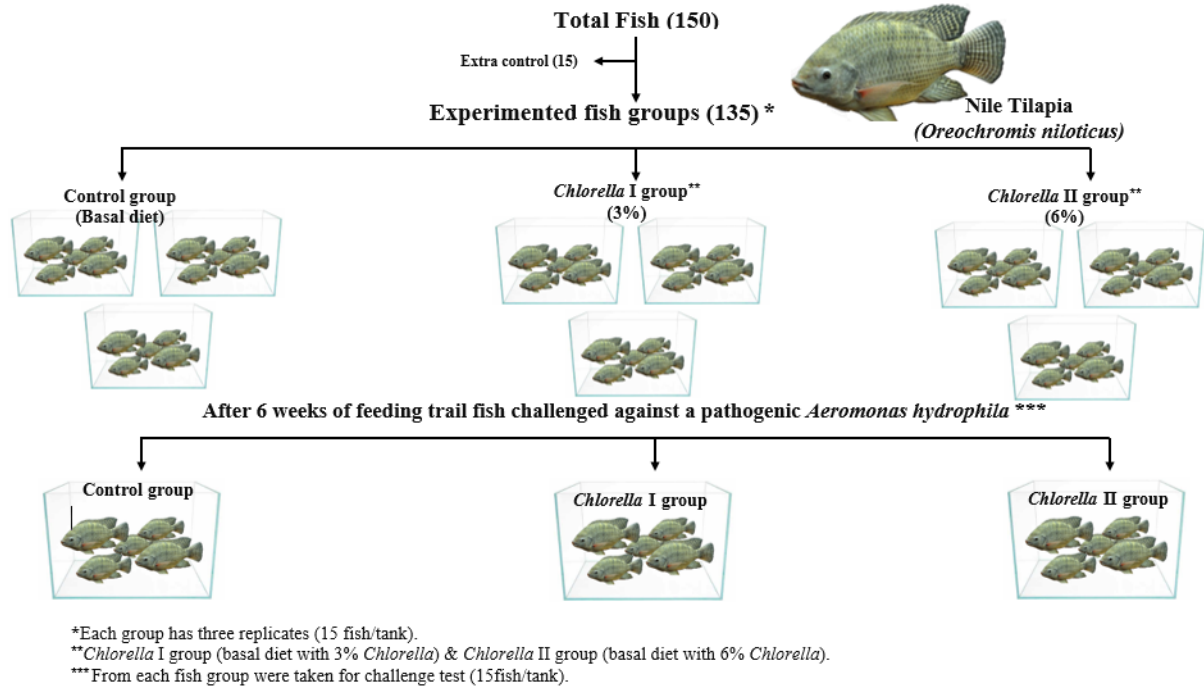 Total Fish (150)
Extra control (15)
Experimented fish groups (135) *
Nile Tilapia
(Oreochromis niloticus)
Control group
(Basal diet)
Chlorella I group**
(3%)
Chlorella II group**
(6%)
After 6 weeks of feeding trail fish challenged against a pathogenic Aeromonas hydrophila ***
Control group
Chlorella I group
Chlorella II group
*Each group has three replicates (15 fish/tank).
**Chlorella I group (basal diet with 3% Chlorella) & Chlorella II group (basal diet with 6% Chlorella).
*** From each fish group were taken for challenge test (15fish/tank).